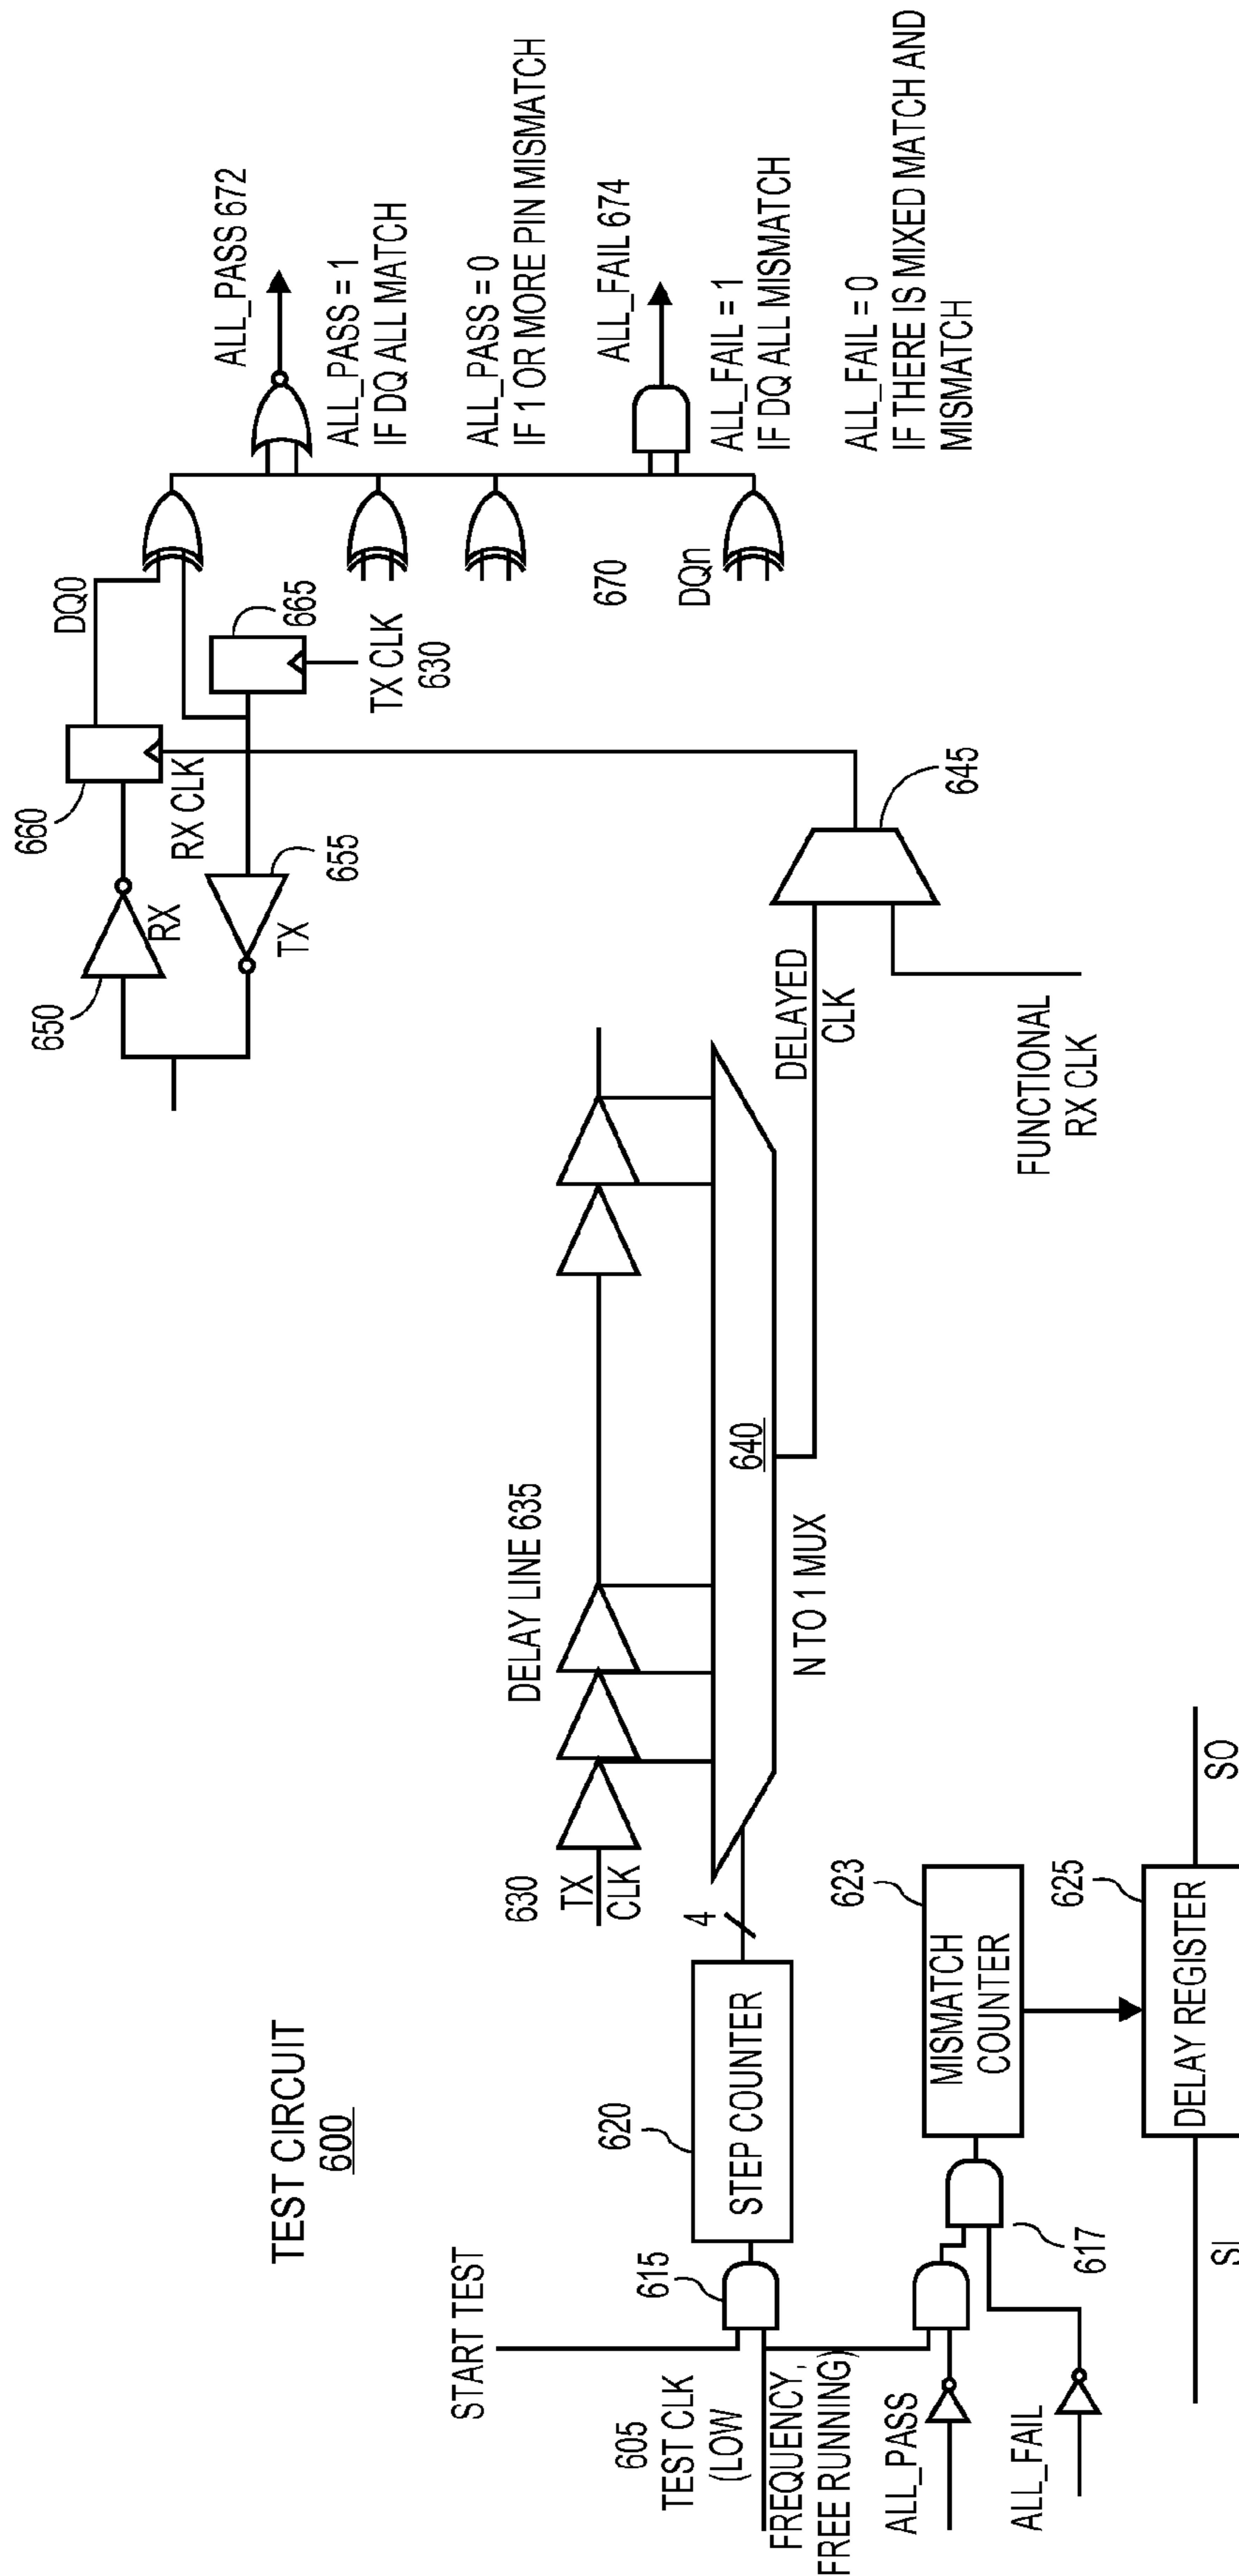 TEST CIRCUIT
600
START TEST
605
TEST CLK
(LOW
FREQUENCY,
FREE RUNNING)
615
620
STEP COUNTER
4
ALL_PASS
ALL_FAIL
617
623
MISMATCH
COUNTER
625
DELAY REGISTER
SI
SO
630
TX
CLK
DELAY LINE 635
640
N TO 1 MUX
DELAYED
CLK
FUNCTIONAL
RX CLK
645
650
RX
660
RX CLK
655
TX
DQ0
665
TX CLK
630
670
DQn
ALL_PASS 672
ALL_PASS = 1
IF DQ ALL MATCH
ALL_PASS = 0
IF 1 OR MORE PIN MISMATCH
ALL_FAIL 674
ALL_FAIL = 1
IF DQ ALL MISMATCH
ALL_FAIL = 0
IF THERE IS MIXED MATCH AND
MISMATCH